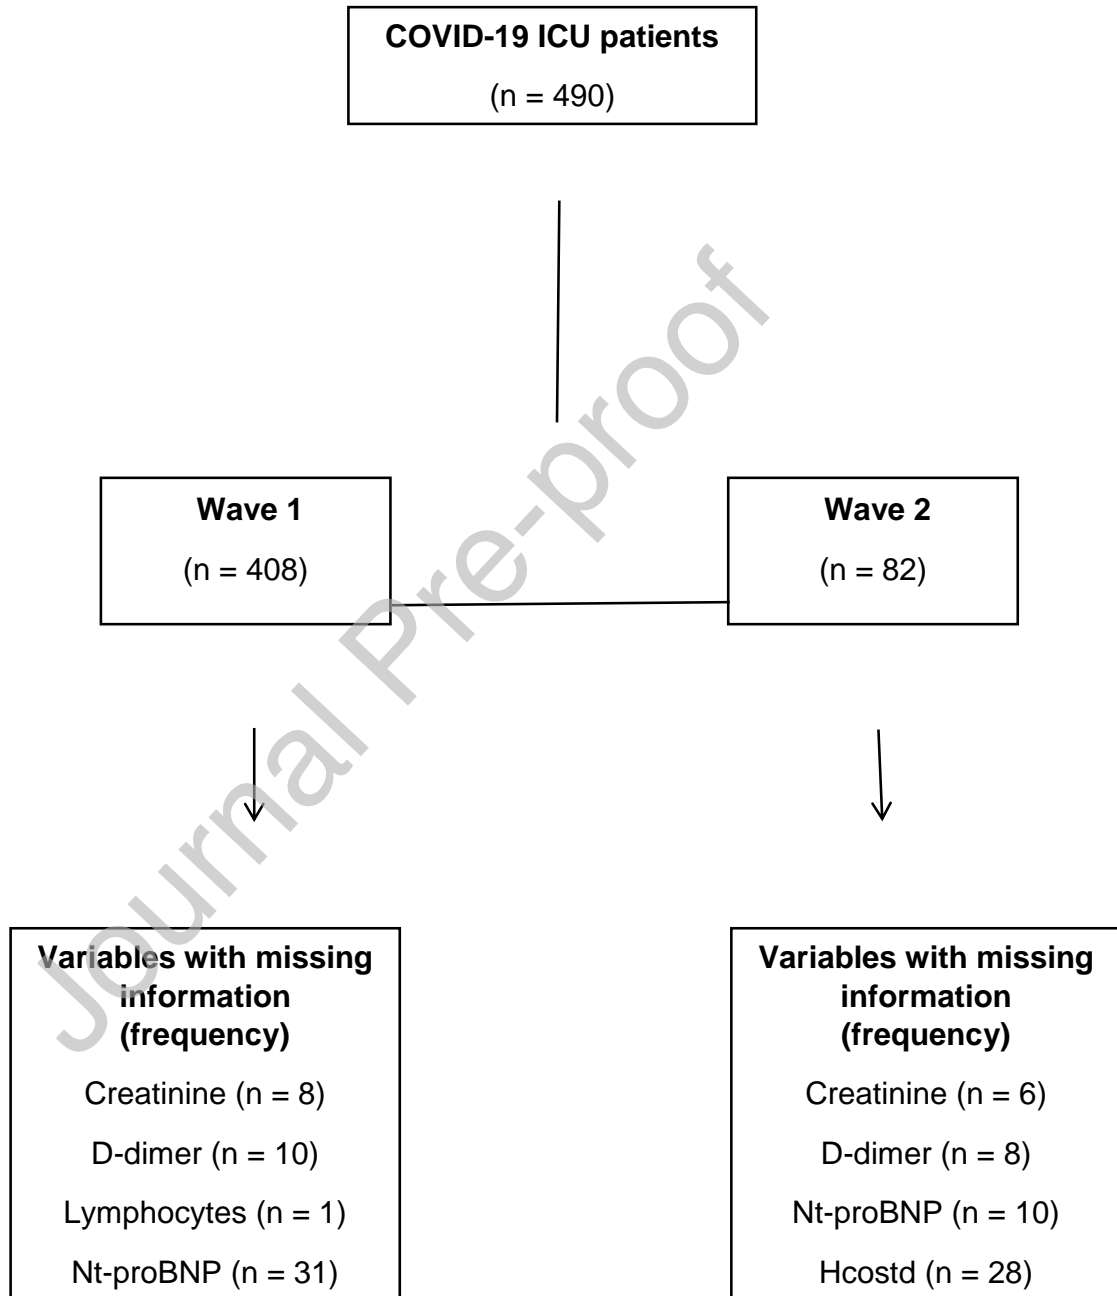 COVID-19 ICU patients
(n = 490)
Journal Pre-proof
Wave 1
(n = 408)
Wave 2
(n = 82)
Variables with missing
information
(frequency)
Creatinine (n = 8)
D-dimer (n = 10)
Lymphocytes (n = 1)
Nt-proBNP (n = 31)
Variables with missing
information
(frequency)
Creatinine (n = 6)
D-dimer (n = 8)
Nt-proBNP (n = 10)
Hcostd (n = 28)